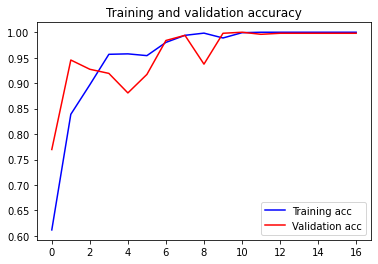 Training and validation accuracy
1.00
0.95
0.90
0.85
0.80
0.75
0.70
0.65
0.60
Training acc
Validation acc
0 2 4 6 8 10 12 14 16